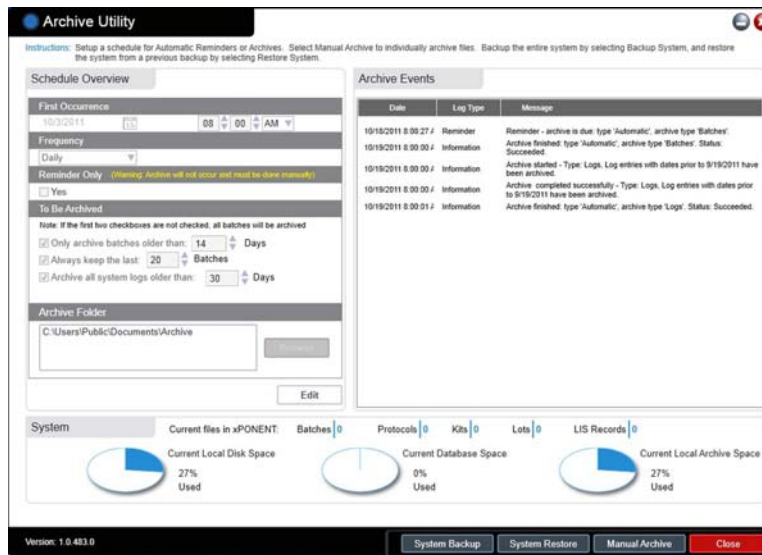 Archive Utility
Instructions: Setup a schedule for Automatic Reminders or Archives. Select Manual Archive to individually archive files. Backup the entire system by selecting Backup System, and restore
the system from a previous backup by selecting Restore System.
Schedule Overview
First Occurrence
10/3/2011 08 00 AM
Frequency
Daily
Reminder Only (Warning: Archive will not occur and must be done manually)
Yes
To Be Archived
Note: If the first two checkboxes are not checked, all batches will be archived
Only archive batches older than: 14 Days
Always keep the last: 20 Batches
Archive all system logs older than: 30 Days
Archive Folder
C:\Users\Public\Documents\Archive
Browse
Edit
Archive Events
Date Log Type Message
10/18/2011 8:00:27 A Reminder Reminder - archive is due: type 'Automatic', archive type 'Batches'.
10/19/2011 8:00:00 A Information Archive finished: type 'Automatic', archive type 'Batches'. Status:
Succeeded.
10/19/2011 8:00:00 A Information Archive started - Type: Logs, Log entries with dates prior to 9/19/2011 have
been archived.
10/19/2011 8:00:00 A Information Archive completed successfully - Type: Logs, Log entries with dates prior
to 9/19/2011 have been archived.
10/19/2011 8:00:01 A Information Archive finished: type 'Automatic', archive type 'Logs'. Status: Succeeded.
System
Current files in xPONENT: Batches 0 Protocols 0 Kits 0 Lots 0 LIS Records 0
Current Local Disk Space
27%
Used
Current Database Space
0%
Used
Current Local Archive Space
27%
Used
Version: 1.0.483.0
System Backup
System Restore
Manual Archive
Close